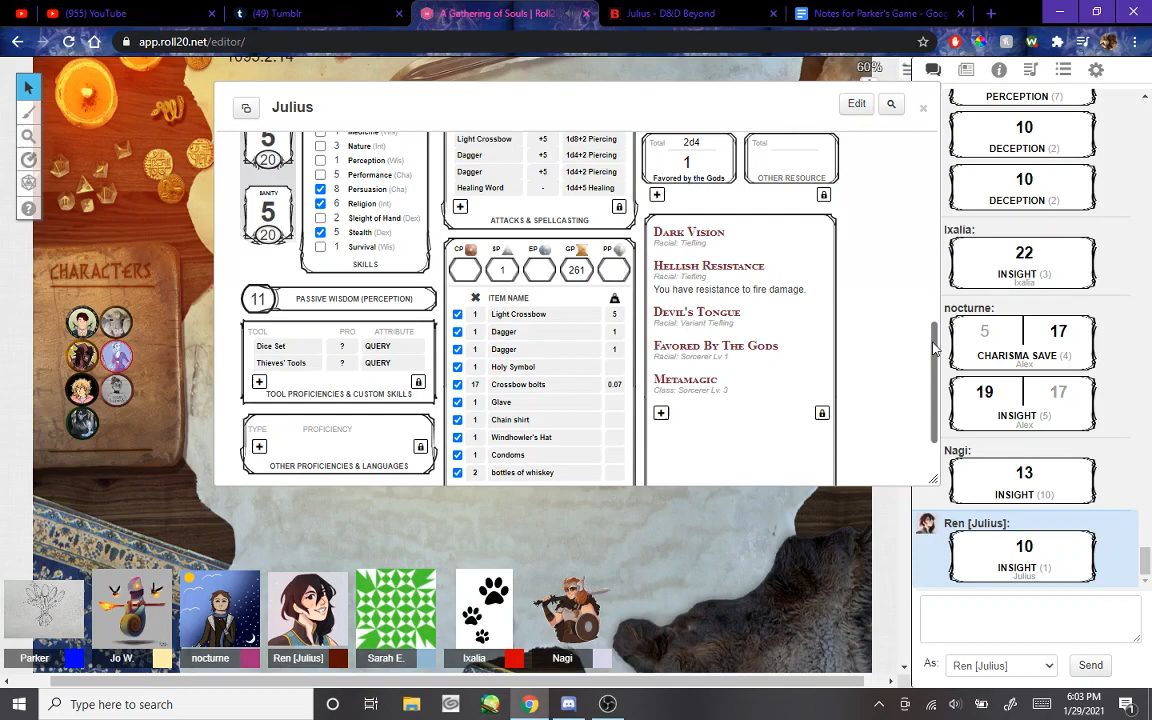 (955) YouTube
(49) Tumblr
A Gathering of Souls | Roll2
Julius - D&D Beyond
Notes for Parker's Game - Goog
app.roll20.net/editor/
60%
Julius
Edit
5
20
SANITY
5
20
3 Nature (Int)
1 Perception (Wis)
5 Performance (Cha)
8 Persuasion (Cha)
6 Religion (Int)
2 Sleight of Hand (Dex)
5 Stealth (Dex)
1 Survival (Wis)
SKILLS
11 PASSIVE WISDOM (PERCEPTION)
TOOL PRO ATTRIBUTE
Dice Set ? QUERY
Thieves' Tools ? QUERY
TOOL PROFICIENCIES & CUSTOM SKILLS
TYPE PROFICIENCY
OTHER PROFICIENCIES & LANGUAGES
Light Crossbow +5 1d8+2 Piercing
Dagger +5 1d4+2 Piercing
Dagger +5 1d4+2 Piercing
Healing Word - 1d4+5 Healing
ATTACKS & SPELLCASTING
CP SP EP GP PP
1 261
ITEM NAME
1 Light Crossbow 5
1 Dagger 1
1 Dagger 1
1 Holy Symbol
17 Crossbow bolts 0.07
1 Glave
1 Chain shirt
1 Windhowler's Hat
1 Condoms
2 bottles of whiskey
Total 2d4
1
Favored by the Gods
Total
OTHER RESOURCE
DARK VISION
Racial: Tiefling
HELLISH RESISTANCE
Racial: Tiefling
You have resistance to fire damage.
DEVIL'S TONGUE
Racial: Variant Tiefling
FAVORED BY THE GODS
Racial: Sorcerer Lv 1
METAMAGIC
Class: Sorcerer Lv. 3
CHARACTERS
PERCEPTION (7)
10
DECEPTION (2)
10
DECEPTION (2)
Ixalia:
22
INSIGHT (3)
Ixalia
nocturne:
5 17
CHARISMA SAVE (4)
Alex
19 17
INSIGHT (5)
Alex
Nagi:
13
INSIGHT (10)
Ren [Julius]:
10
INSIGHT (1)
Julius
As: Ren [Julius] Send
Parker
Jo W.
nocturne
Ren [Julius]
Sarah E.
Ixalia
Nagi
Type here to search
6:03 PM
1/29/2021
1